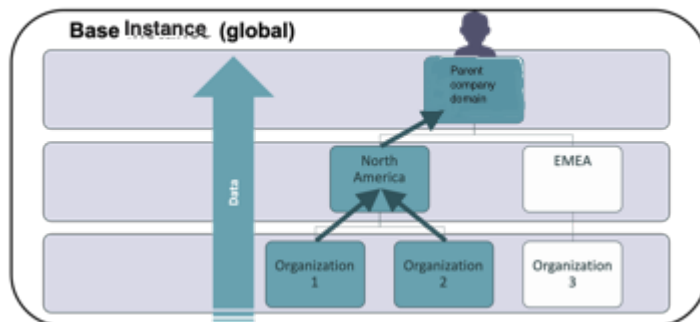 Base Instance (global)
Parent
company
domain
North
America
EMEA
Data
Organization
1
Organization
2
Organization
3